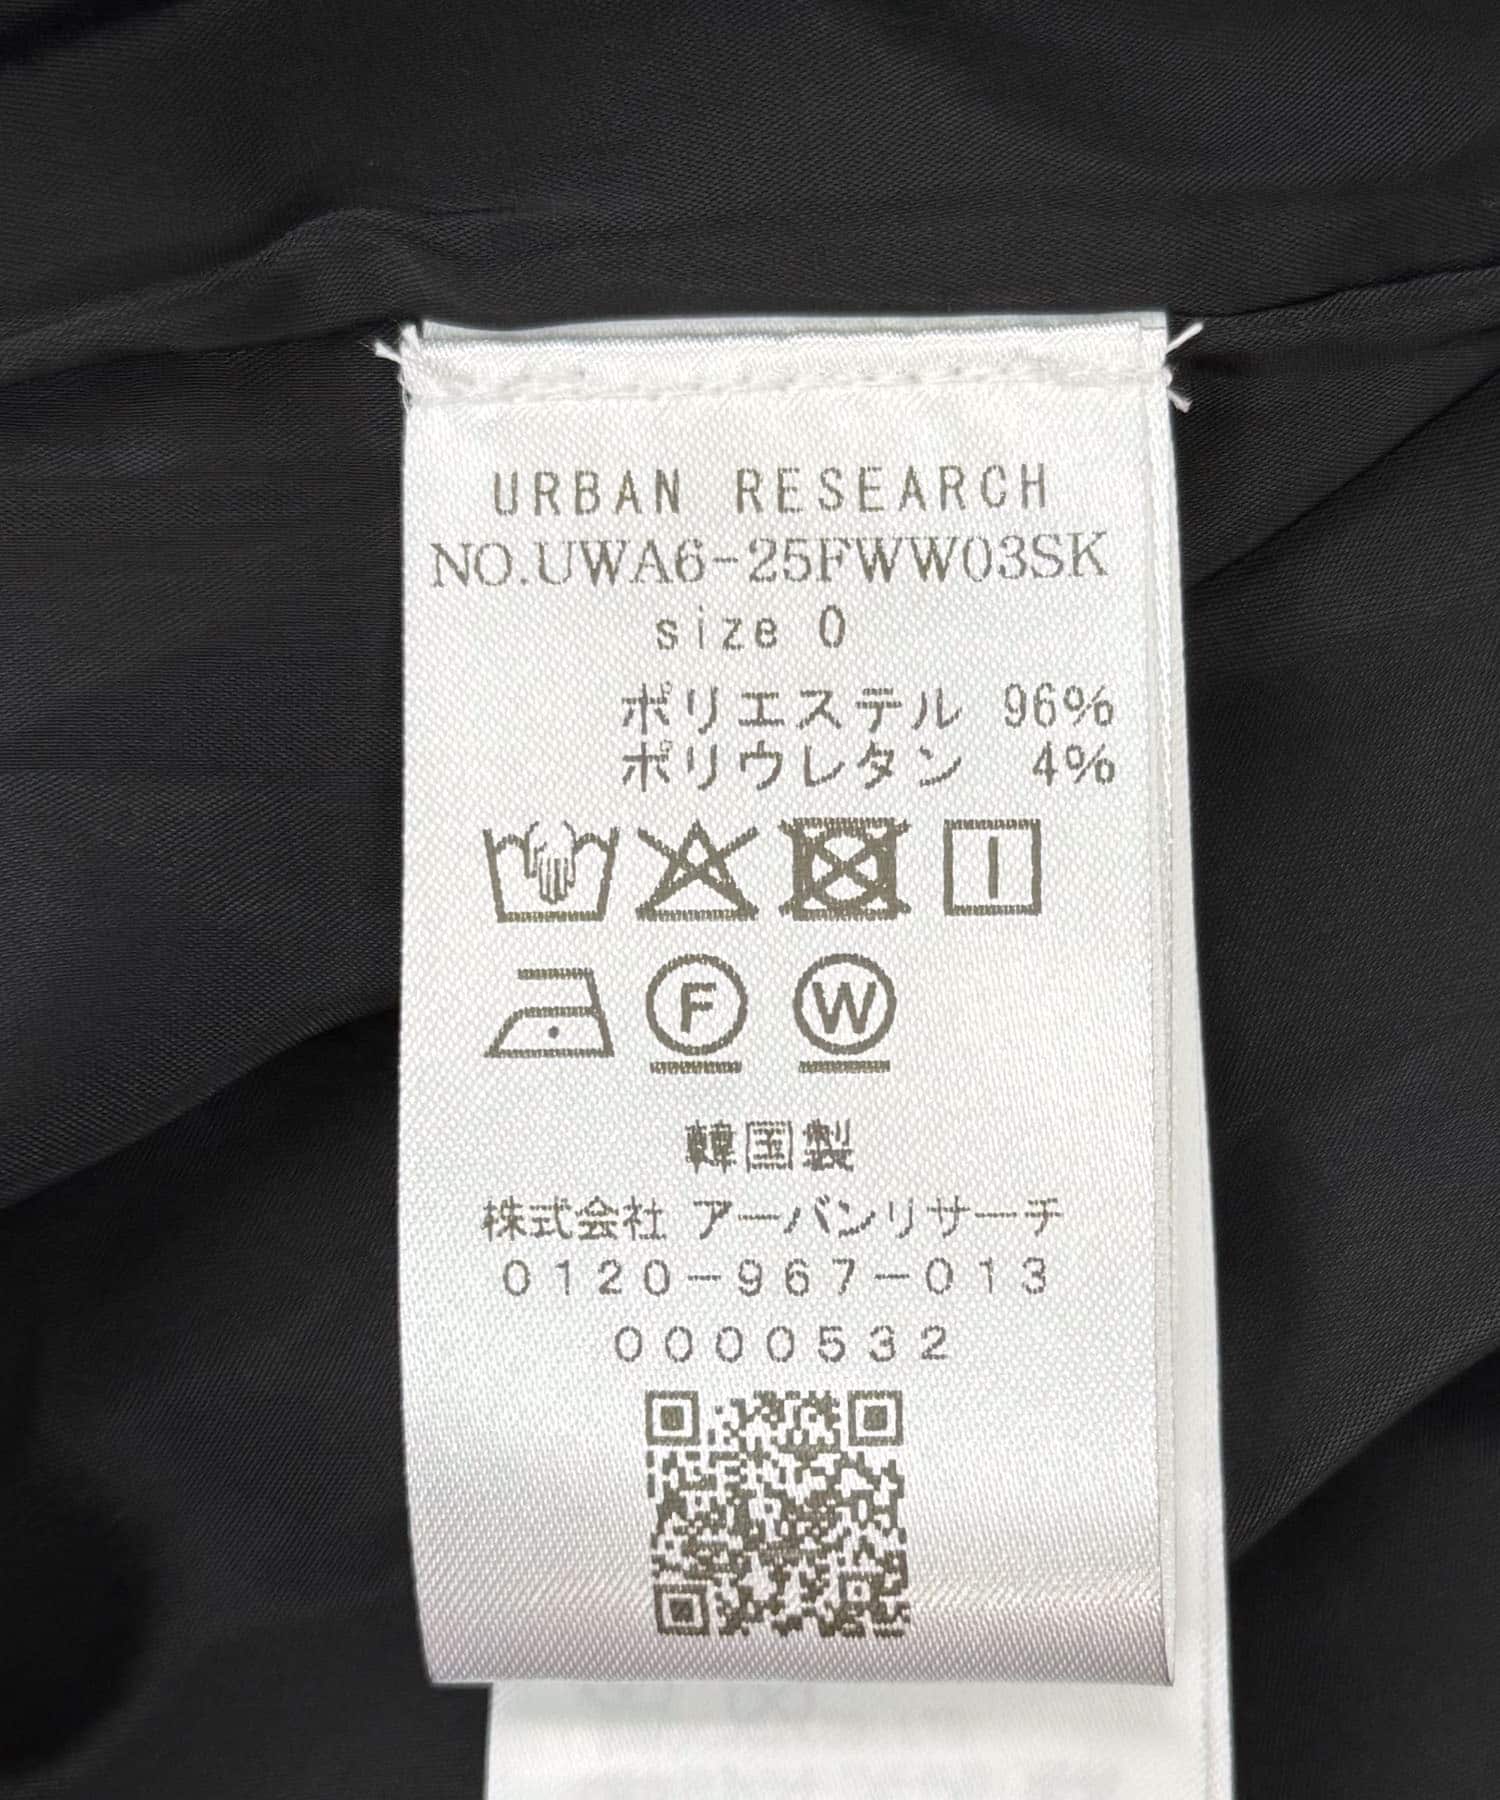 URBAN RESEARCH
NO.UWA6-25FWW03SK
size 0
ポリエステル 96%
ポリウレタン 4%
F W
韓国製
株式会社 アーバンリサーチ
0120-967-013
0000532